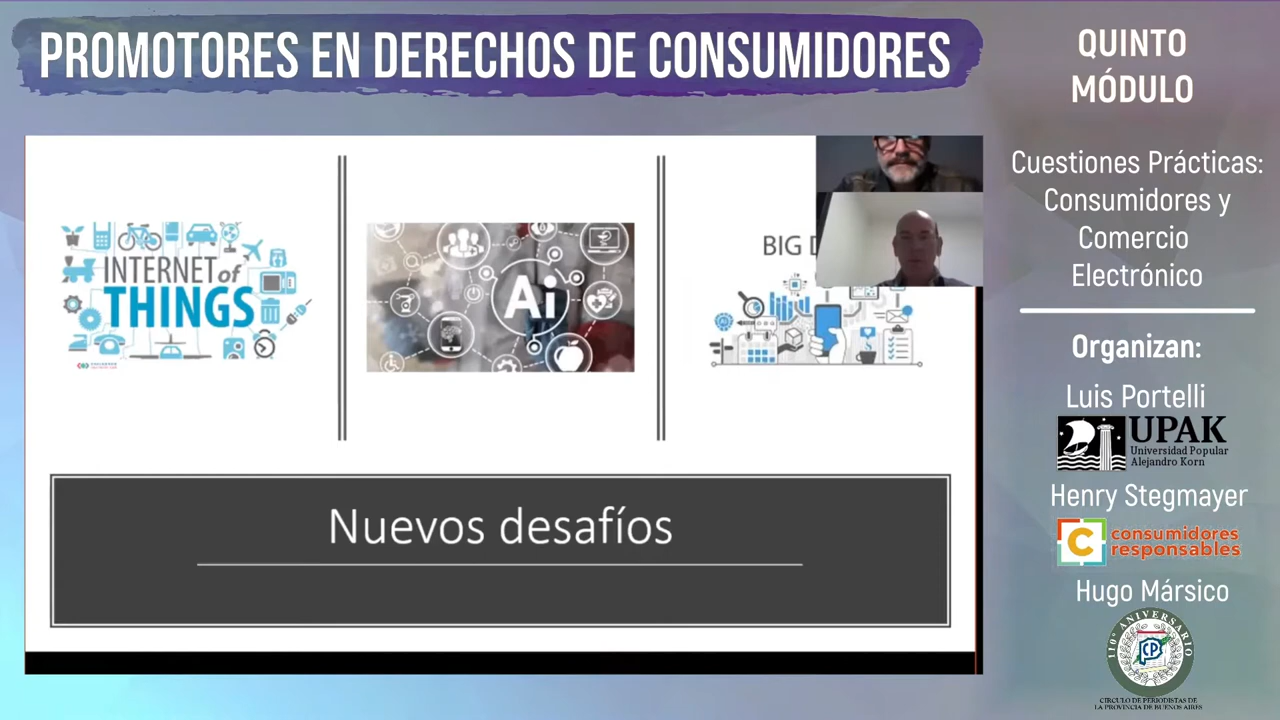 PROMOTORES EN DERECHOS DE CONSUMIDORES
INTERNET of
THINGS
Ai
BIG D
Nuevos desafíos
QUINTO
MÓDULO
Cuestiones Prácticas:
Consumidores y
Comercio
Electrónico
Organizan:
Luis Portelli
UPAK
Universidad Popular
Alejandro Korn
Henry Stegmayer
C
consumidores
responsables
Hugo Mársico
110º ANIVERSARIO
CP
CÍRCULO DE PERIODISTAS DE
LA PROVINCIA DE BUENOS AIRES